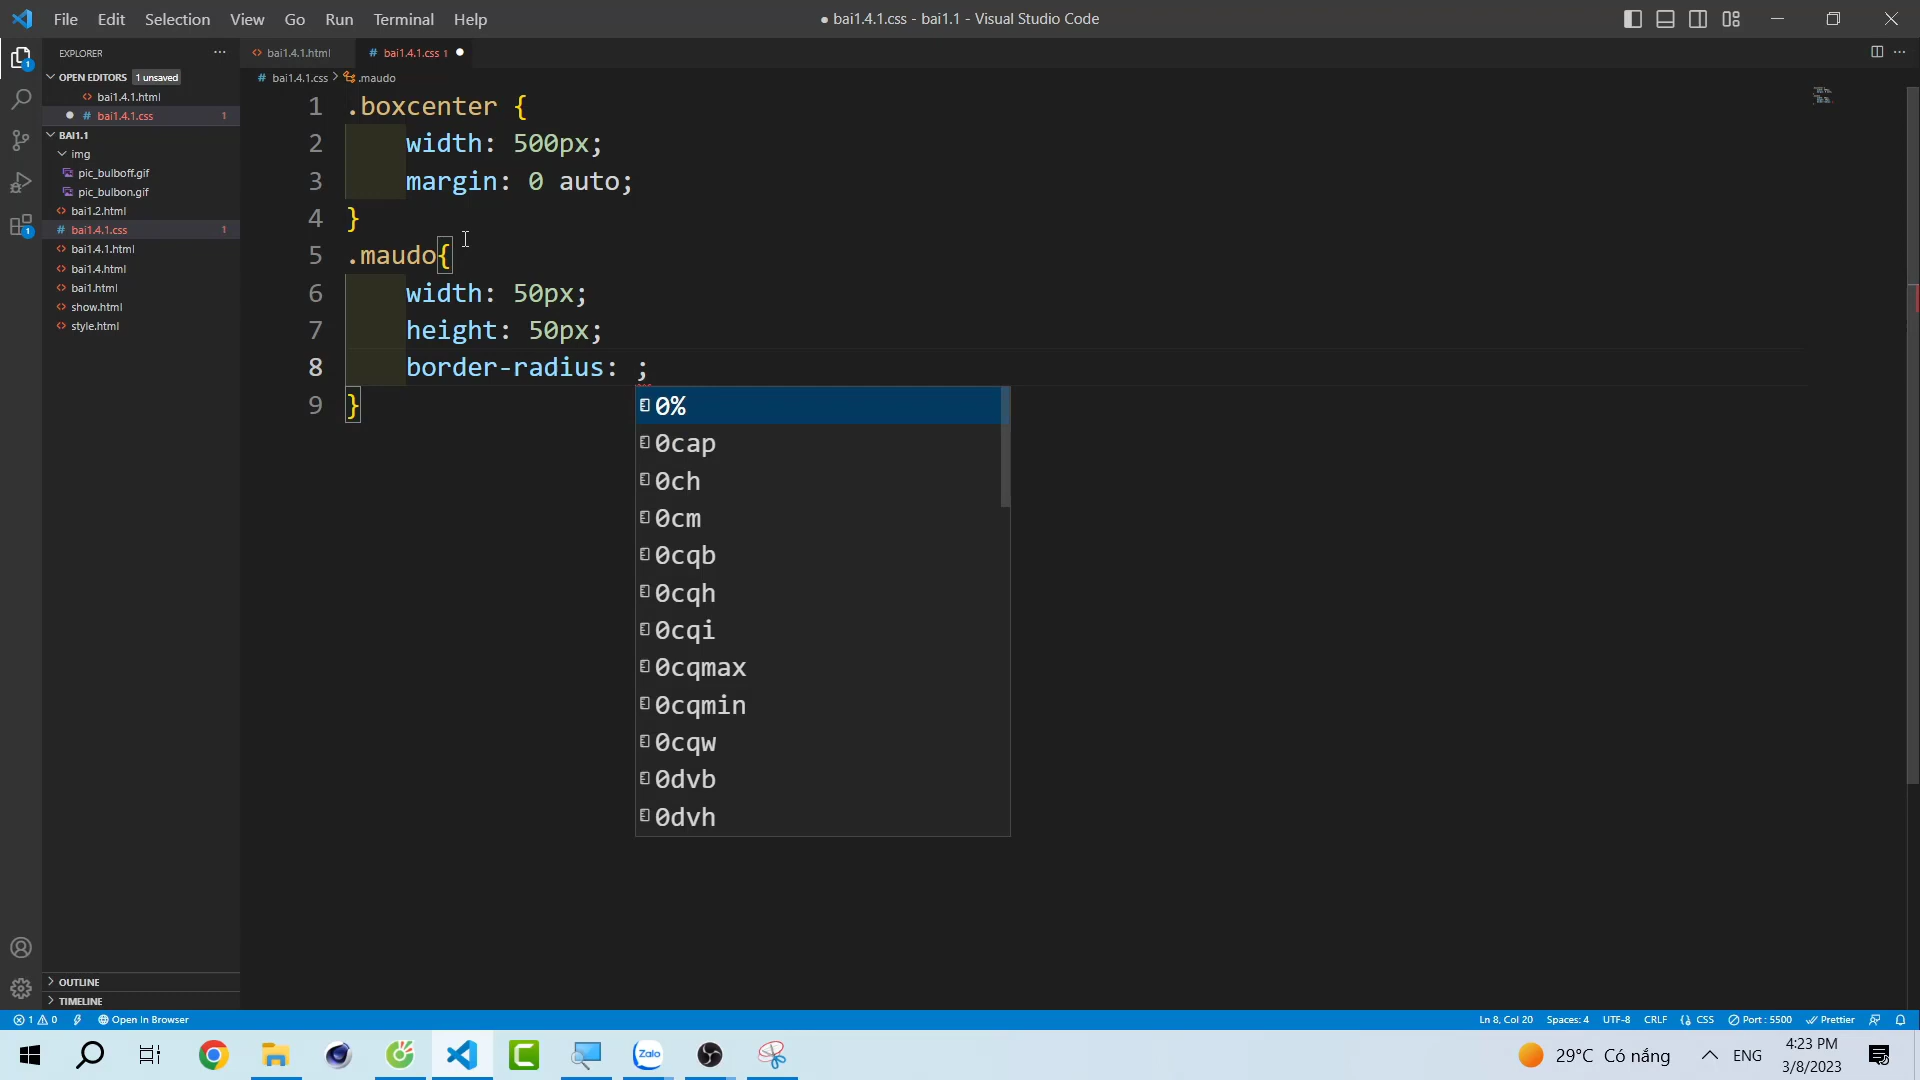 File Edit Selection View Go Run Terminal Help
● bai1.4.1.css - bai1.1 - Visual Studio Code
EXPLORER
OPEN EDITORS 1 unsaved
bai1.4.1.html
bai1.4.1.css 1
BAI1.1
img
pic_bulboff.gif
pic_bulbon.gif
bai1.2.html
bai1.4.1.css 1
bai1.4.1.html
bai1.4.html
bai1.html
show.html
style.html
OUTLINE
TIMELINE
bai1.4.1.html
# bai1.4.1.css 1
# bai1.4.1.css > .maudo
1 .boxcenter {
2 width: 500px;
3 margin: 0 auto;
4 }
5 .maudo{
6 width: 50px;
7 height: 50px;
8 border-radius: ;
9 }
0%
0cap
0ch
0cm
0cqb
0cqh
0cqi
0cqmax
0cqmin
0cqw
0dvb
0dvh
1 0 Open In Browser
Ln 8, Col 20 Spaces: 4 UTF-8 CRLF {} CSS Port : 5500 Prettier
Zalo
29°C Có nắng
ENG
4:23 PM
3/8/2023